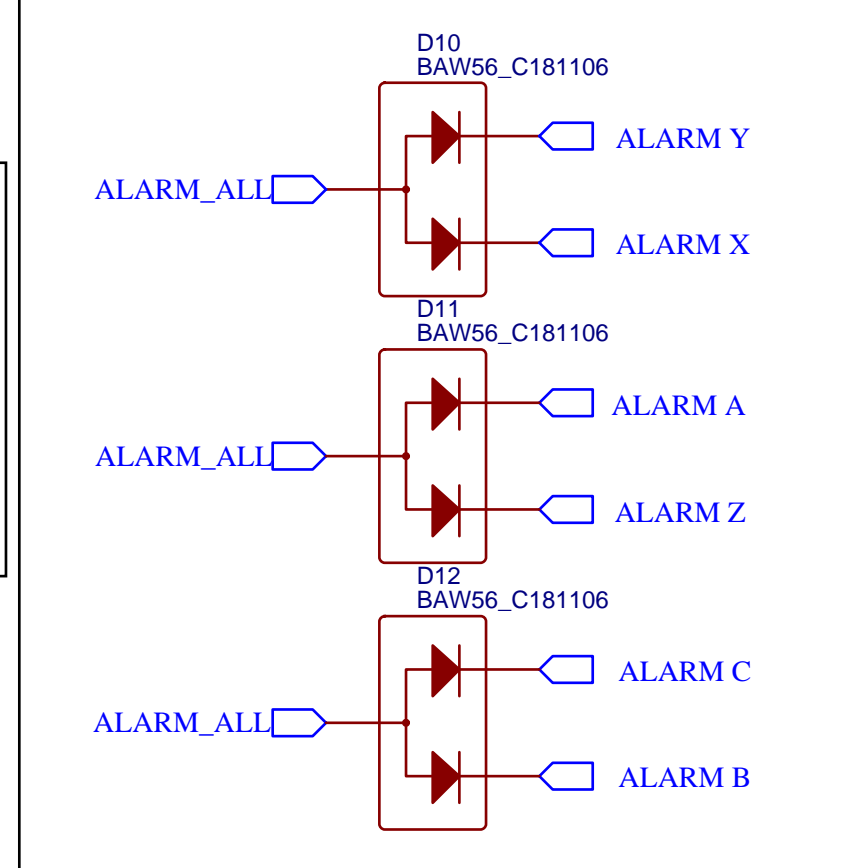 D10
BAW56_C181106
ALARM Y
ALARM_ALL
ALARM X
D11
BAW56_C181106
ALARM A
ALARM_ALL
ALARM Z
D12
BAW56_C181106
ALARM C
ALARM_ALL
ALARM B